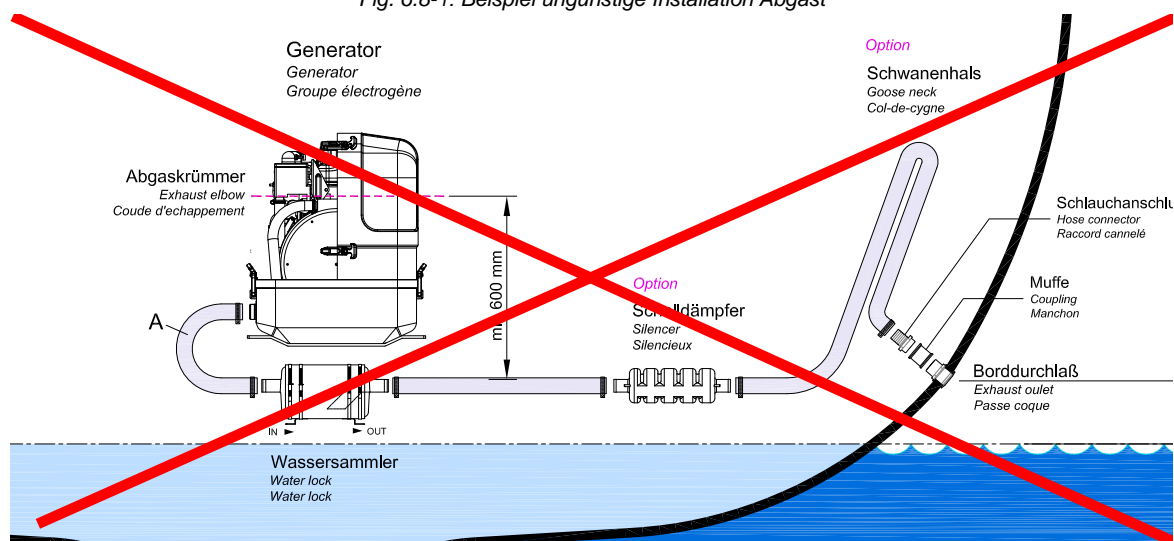 Fig. 6.8-1: Beispiel ungünstige Installation Abgast
Generator
Generator
Groupe électrogène
Option
Schwanenhals
Goose neck
Col-de-cygne
Abgaskrümmer
Exhaust elbow
Coude d'echappement
Schlauchanschlu
Hose connector
Raccord cannelé
600 mm
Option
Silencer
Silencieux
Muffe
Coupling
Manchon
A
Borddurchlaß
Exhaust oulet
Passe coque
IN
OUT
Wassersammler
Water lock
Water lock